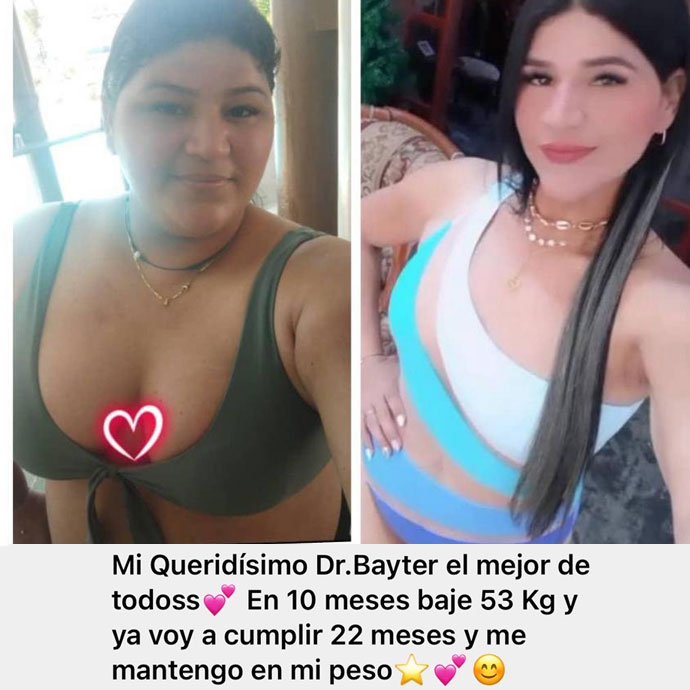 Mi Queridísimo Dr.Bayter el mejor de
todoss💕 En 10 meses baje 53 Kg y
ya voy a cumplir 22 meses y me
mantengo en mi peso⭐💕😊